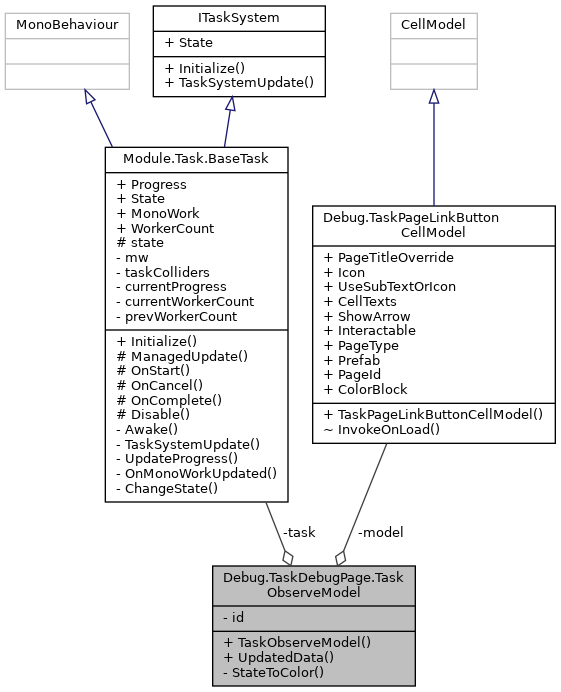 MonoBehaviour
ITaskSystem
+ State
+ Initialize()
+ TaskSystemUpdate()
CellModel
Module.Task.BaseTask
+ Progress
+ State
+ MonoWork
+ WorkerCount
# state
- mw
- taskColliders
- currentProgress
- currentWorkerCount
- prevWorkerCount
+ Initialize()
# ManagedUpdate()
# OnStart()
# OnCancel()
# OnComplete()
# Disable()
- Awake()
- TaskSystemUpdate()
- UpdateProgress()
- OnMonoWorkUpdated()
- ChangeState()
Debug.TaskPageLinkButton
CellModel
+ PageTitleOverride
+ Icon
+ UseSubTextOrIcon
+ CellTexts
+ ShowArrow
+ Interactable
+ PageType
+ Prefab
+ PageId
+ ColorBlock
+ TaskPageLinkButtonCellModel()
~ InvokeOnLoad()
-task
-model
Debug.TaskDebugPage.Task
ObserveModel
- id
+ TaskObserveModel()
+ UpdatedData()
- StateToColor()